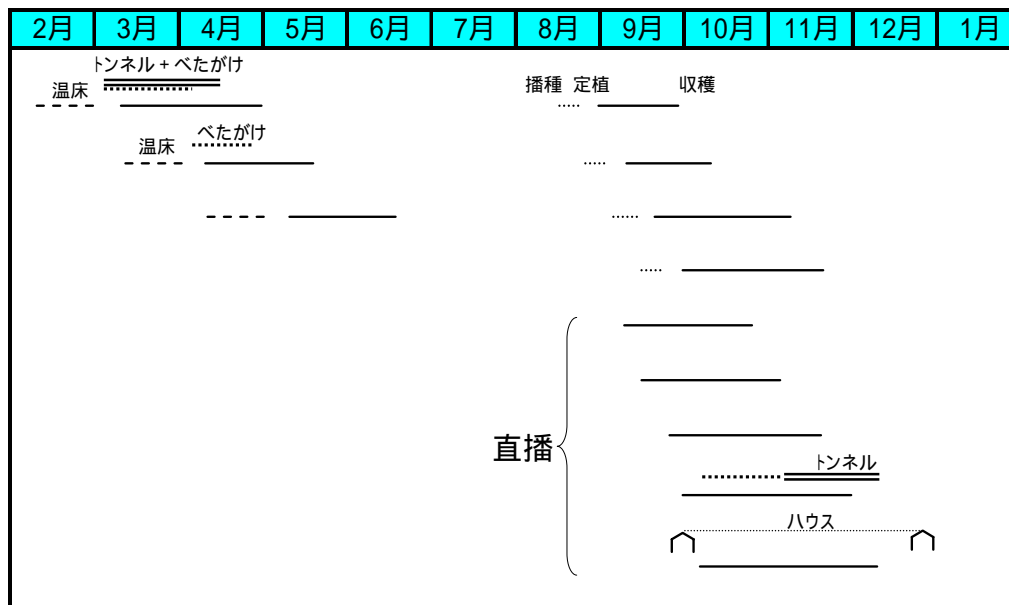 2月 3月 4月 5月 6月 7月 8月 9月 10月 11月 12月 1月
トンネル+べたがけ
温床
播種 定植 収穫
べたがけ
温床
直播
トンネル
ハウス